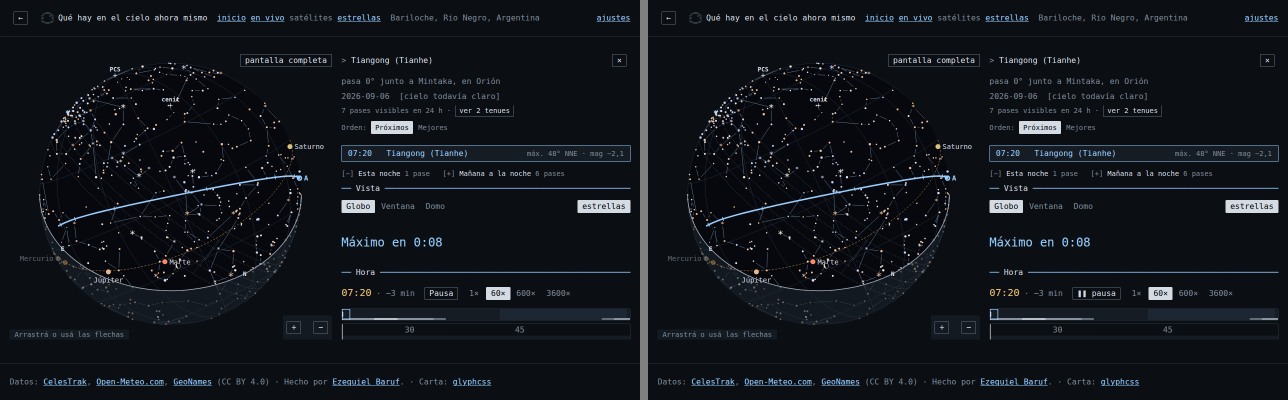 ← Qué hay en el cielo ahora mismo inicio en vivo satélites estrellas Bariloche, Río Negro, Argentina ajustes
pantalla completa
PCS
cenit
Saturno
A
E
Mercurio
Júpiter
Marte
N
Arrastrá o usá las flechas
+ −
> Tiangong (Tianhe) ×
pasa 0° junto a Mintaka, en Orión
2026-09-06 [cielo todavía claro]
7 pases visibles en 24 h · ver 2 tenues
Orden: Próximos Mejores
07:20 Tiangong (Tianhe) máx. 48° NNE · mag ~2,1
[−] Esta noche 1 pase [+] Mañana a la noche 6 pases
Vista
Globo Ventana Domo estrellas
Máximo en 0:08
Hora
07:20 · −3 min Pausa 1× 60× 600× 3600×
30 45
Datos: CelesTrak, Open-Meteo.com, GeoNames (CC BY 4.0) · Hecho por Ezequiel Baruf. · Carta: glyphcss
← Qué hay en el cielo ahora mismo inicio en vivo satélites estrellas Bariloche, Río Negro, Argentina ajustes
pantalla completa
PCS
cenit
Saturno
A
E
Mercurio
Júpiter
Marte
N
Arrastrá o usá las flechas
+ −
> Tiangong (Tianhe) ×
pasa 0° junto a Mintaka, en Orión
2026-09-06 [cielo todavía claro]
7 pases visibles en 24 h · ver 2 tenues
Orden: Próximos Mejores
07:20 Tiangong (Tianhe) máx. 48° NNE · mag ~2,1
[−] Esta noche 1 pase [+] Mañana a la noche 6 pases
Vista
Globo Ventana Domo estrellas
Máximo en 0:08
Hora
07:20 · −3 min ❚❚ pausa 1× 60× 600× 3600×
30 45
Datos: CelesTrak, Open-Meteo.com, GeoNames (CC BY 4.0) · Hecho por Ezequiel Baruf. · Carta: glyphcss